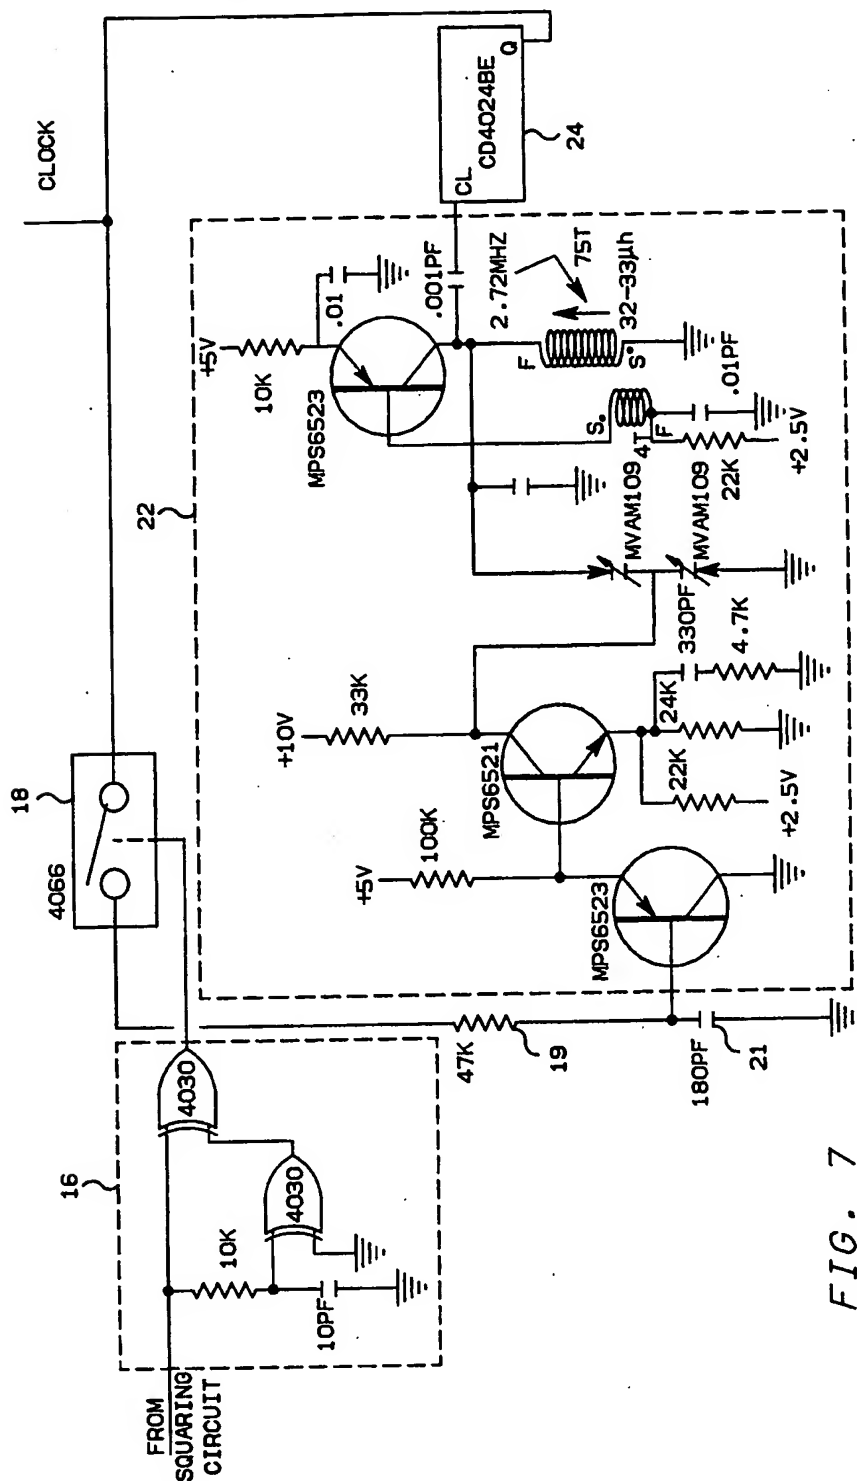 FROM
SQUARING
CIRCUIT
16
10K
10PF
4030
4030
4066
18
CLOCK
47K
19
180PF
21
22
+5V
100K
MPS6523
MPS6521
+10V
33K
22K
+2.5V
24K
330PF
4.7K
MVAM109
MVAM109
+5V
10K
.01
MPS6523
.001PF
2.72MHZ
75T
32-33µh
F
S
S
F
4T
.01PF
22K
+2.5V
CL
CD4024BE
Q
24
FIG. 7